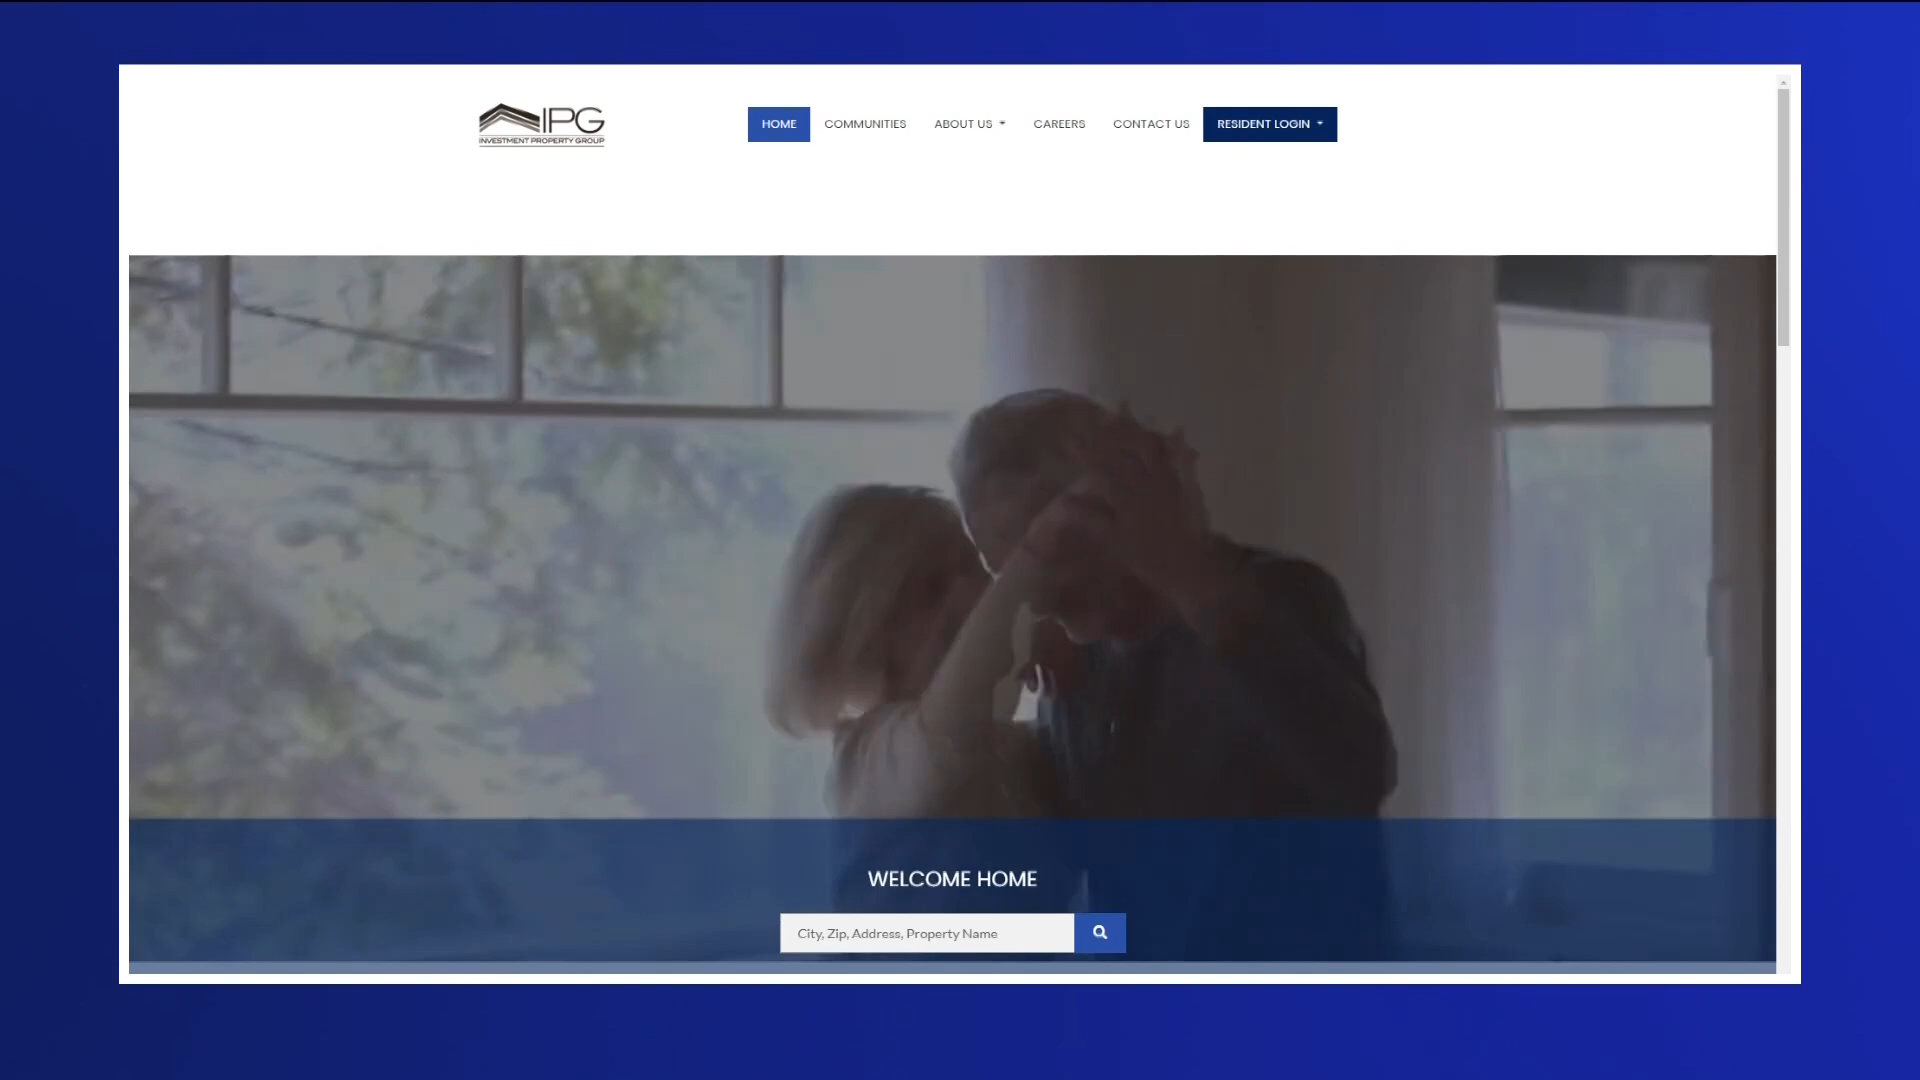 IPG
INVESTMENT PROPERTY GROUP
HOME COMMUNITIES ABOUT US CAREERS CONTACT US RESIDENT LOGIN
WELCOME HOME
City, Zip, Address, Property Name